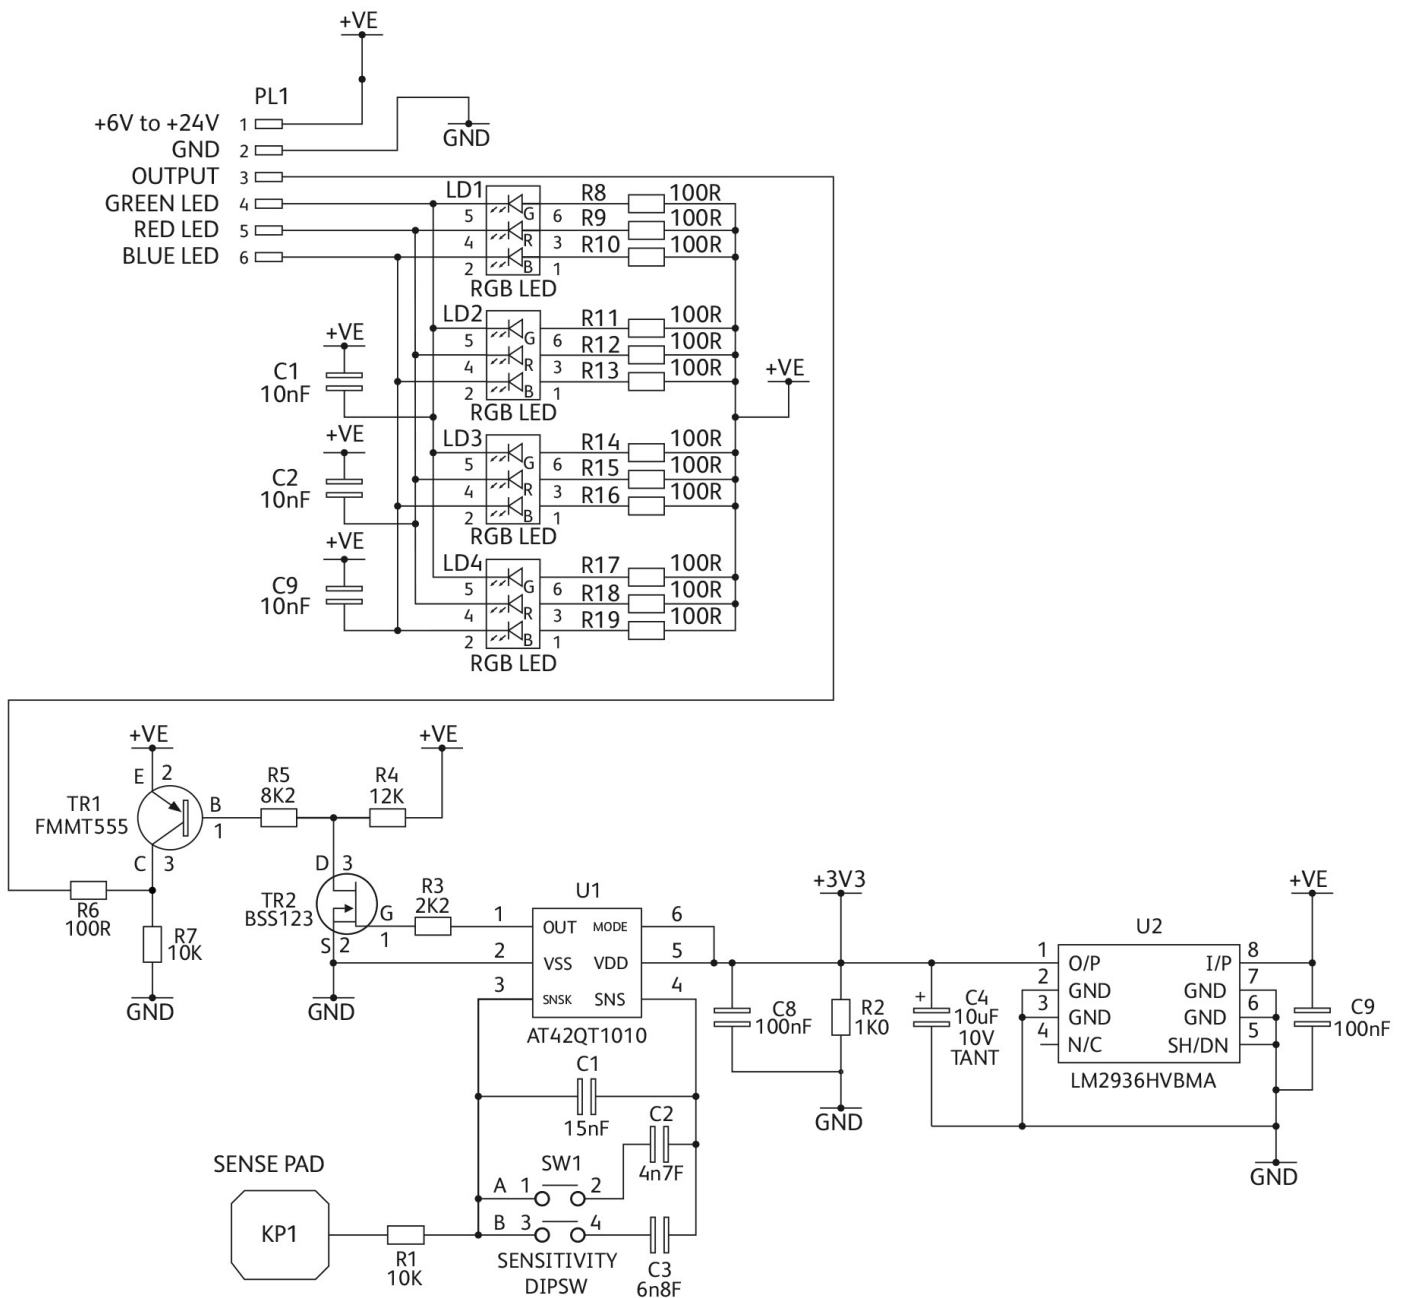 +VE
PL1
+6V to +24V 1
GND 2
GND
OUTPUT 3
GREEN LED 4
RED LED 5
BLUE LED 6
LD1
5 G 6 R8 100R
4 R 3 R9 100R
2 B 1 R10 100R
RGB LED
LD2
5 G 6 R11 100R
4 R 3 R12 100R
2 B 1 R13 100R
RGB LED
+VE
C1
10nF
+VE
+VE
C2
10nF
LD3
5 G 6 R14 100R
4 R 3 R15 100R
2 B 1 R16 100R
RGB LED
+VE
C9
10nF
LD4
5 G 6 R17 100R
4 R 3 R18 100R
2 B 1 R19 100R
RGB LED
+VE
E 2
TR1
FMMT555
B
1
C 3
R5
8K2
R4
12K
+VE
R6
100R
R7
10K
GND
D 3
TR2
BSS123
G
1
S 2
GND
R3
2K2
U1
1 OUT MODE 6
2 VSS VDD 5
3 SNSK SNS 4
AT42QT1010
+3V3
C8
100nF
R2
1K0
GND
+
C4
10uF
10V
TANT
U2
1 O/P I/P 8
2 GND GND 7
3 GND GND 6
4 N/C SH/DN 5
LM2936HVBMA
+VE
C9
100nF
GND
C1
15nF
C2
4n7F
SW1
A 1 2
B 3 4
SENSITIVITY
DIPSW
C3
6n8F
SENSE PAD
KP1
R1
10K